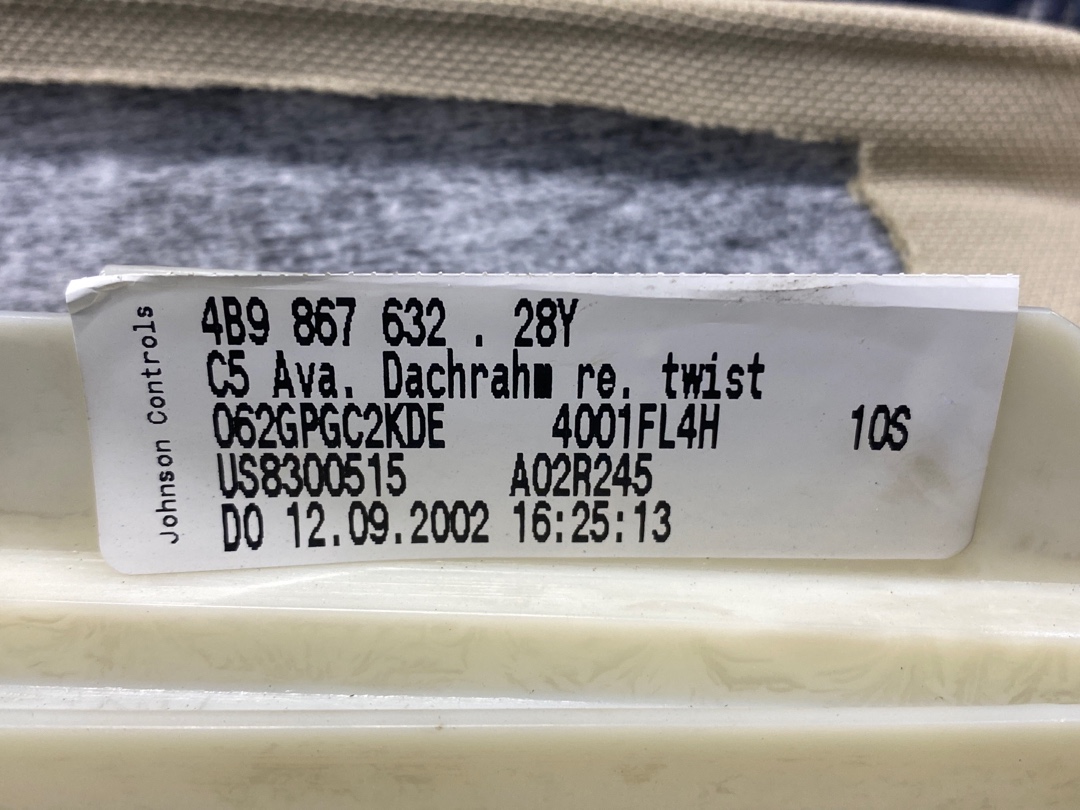 Johnson Controls
4B9 867 632 . 28Y
C5 Ava. Dachrahm re. twist
062GPGC2KDE 4001FL4H 10S
US8300515 A02R245
DO 12.09.2002 16:25:13